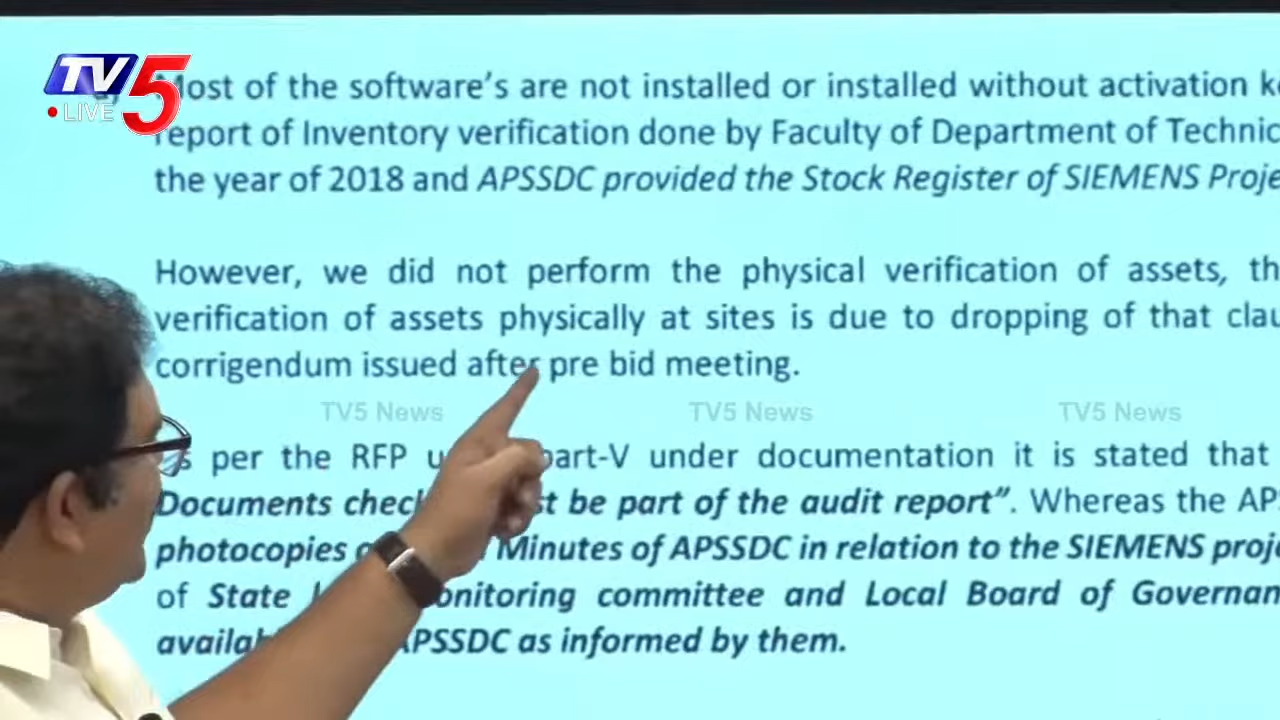 TV5
LIVE
Most of the software's are not installed or installed without activation
report of Inventory verification done by Faculty of Department of
the year of 2018 and APSSDC provided the Stock Register of SIEMENS
However, we did not perform the physical verification of assets,
verification of assets physically at sites is due to dropping of that
corrigendum issued after pre bid meeting.
TV5 News TV5 News TV5 News
per the RFP part-V under documentation it is stated that
Documents be part of the audit report". Whereas the
photocopies Minutes of APSSDC in relation to the SIEMENS
of State committee and Local Board of
APSSDC as informed by them.